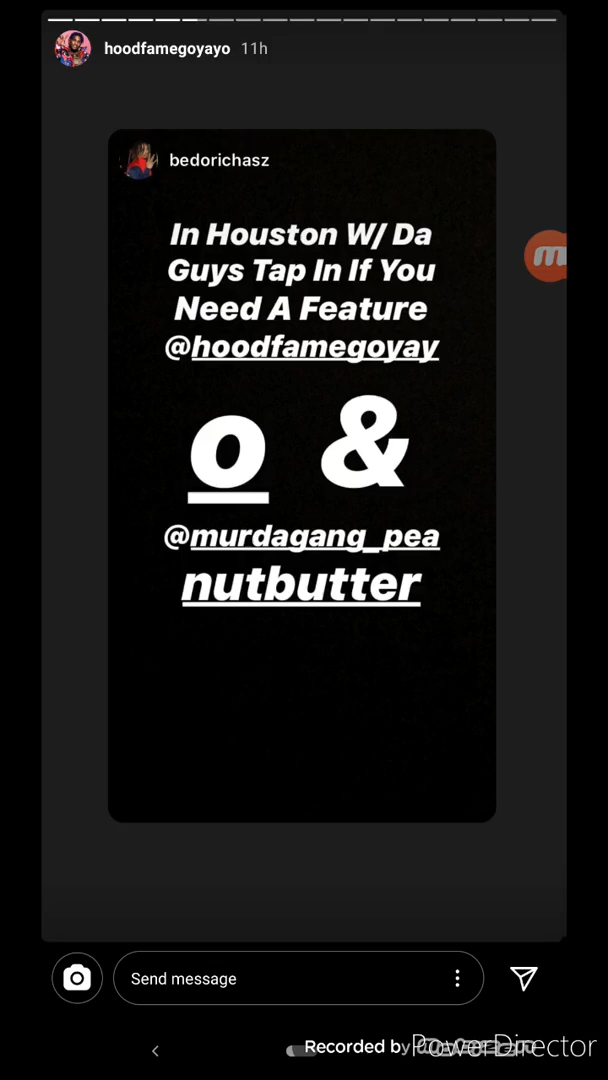 hoodfamegoyayo 11h
bedorichasz
In Houston W/ Da
Guys Tap In If You
Need A Feature
@hoodfamegoyay
o &
@murdagang_pea
nutbutter
Send message
Recorded by
PowerDirector